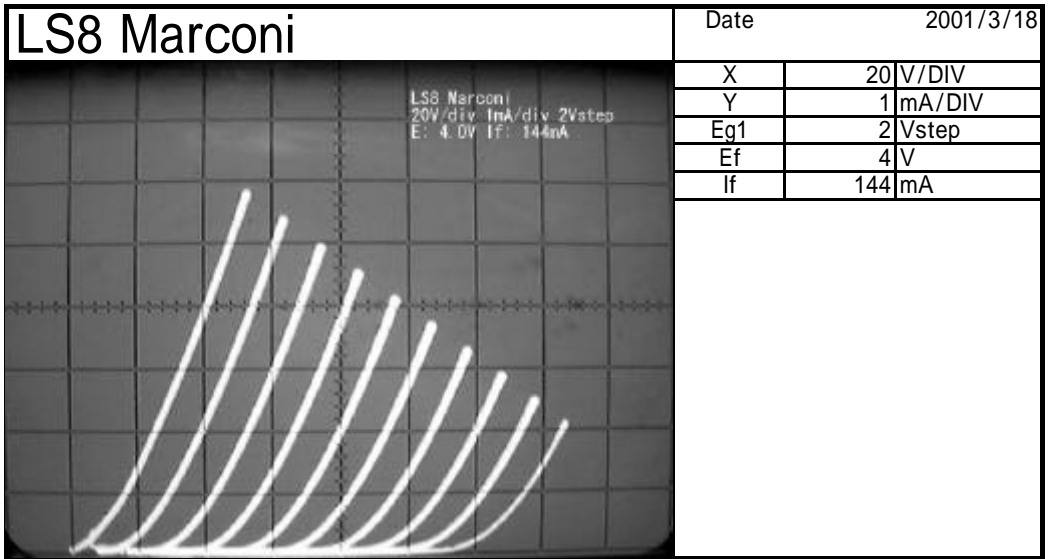 LS8 Marconi
Date 2001/3/18
X 20 V/DIV
Y 1 mA/DIV
Eg1 2 Vstep
Ef 4 V
If 144 mA
LS8 Marconi
20V/div 1mA/div 2Vstep
E: 4.0V If: 144mA